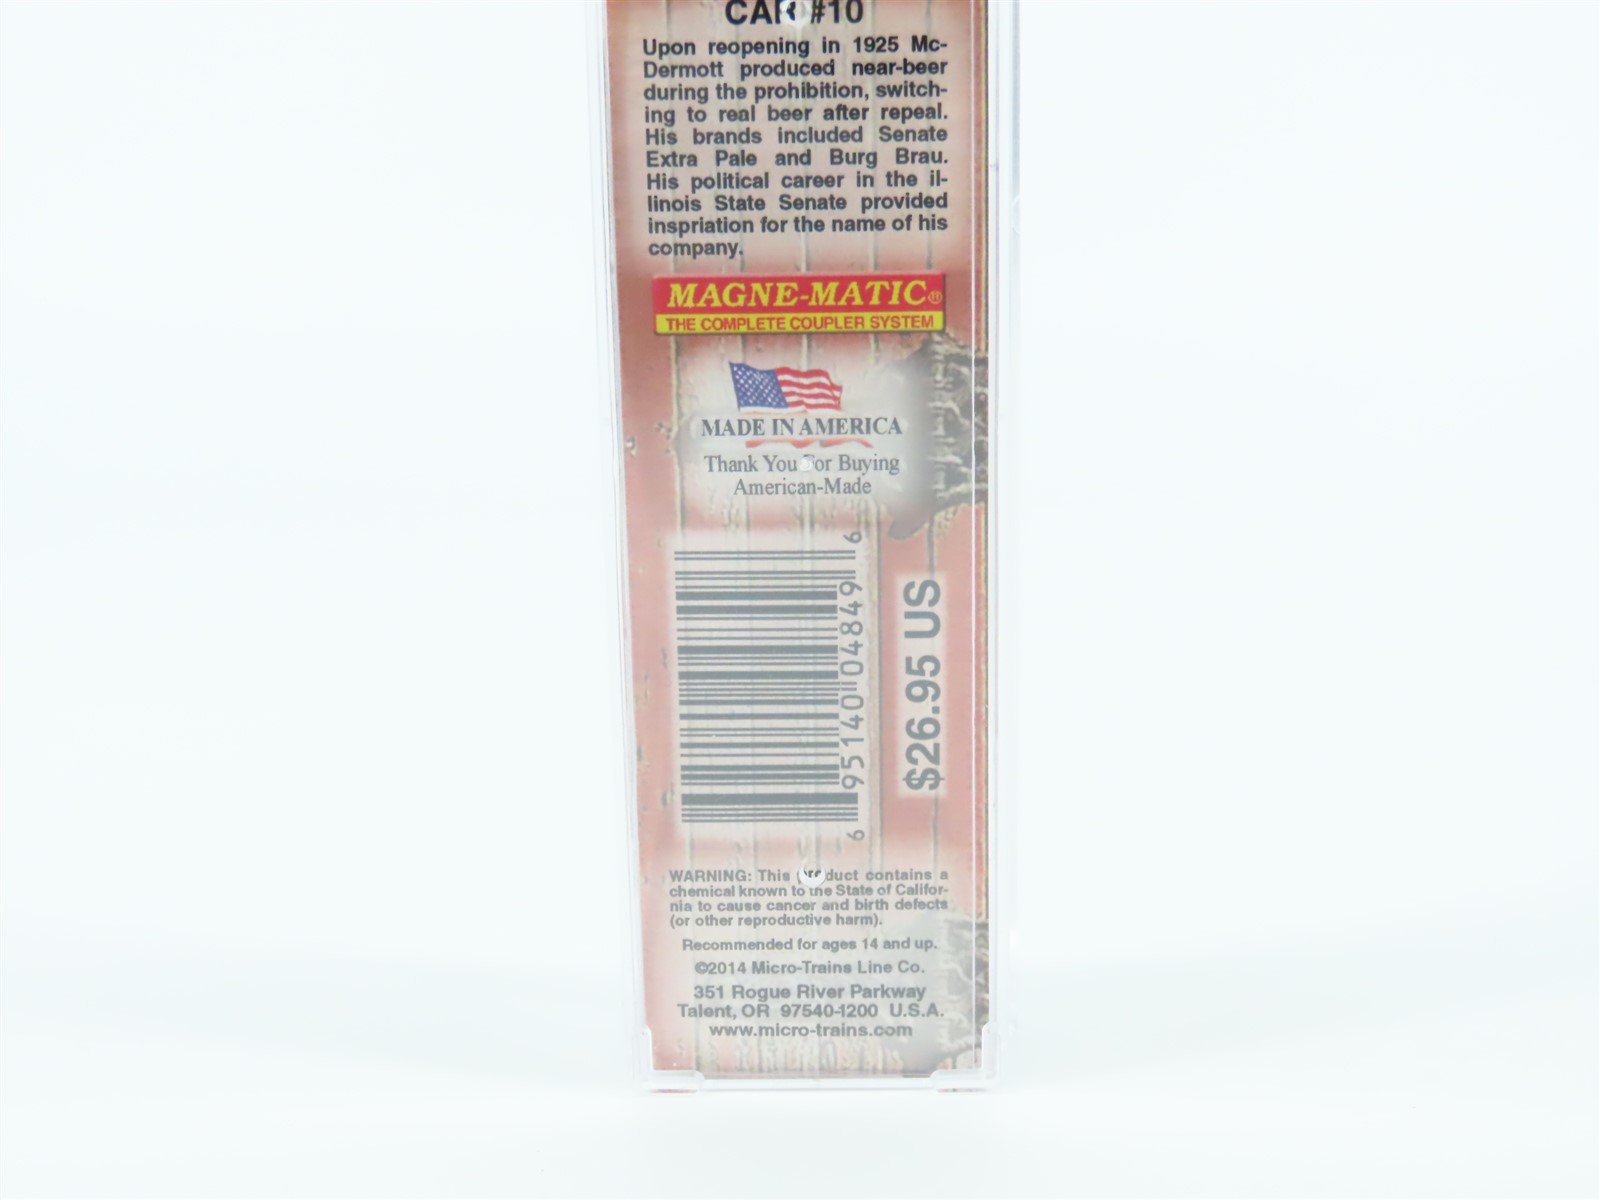 CAR #10
Upon reopening in 1925 Mc-
Dermott produced near-beer
during the prohibition, switch-
ing to real beer after repeal.
His brands included Senate
Extra Pale and Burg Brau.
His political career in the il-
linois State Senate provided
inspriation for the name of his
company.
MAGNE-MATIC®
THE COMPLETE COUPLER SYSTEM
MADE IN AMERICA
Thank You For Buying
American-Made
6 95140 04849 6
$26.95 US
WARNING: This product contains a
chemical known to the State of Califor-
nia to cause cancer and birth defects
(or other reproductive harm).
Recommended for ages 14 and up.
©2014 Micro-Trains Line Co.
351 Rogue River Parkway
Talent, OR 97540-1200 U.S.A.
www.micro-trains.com